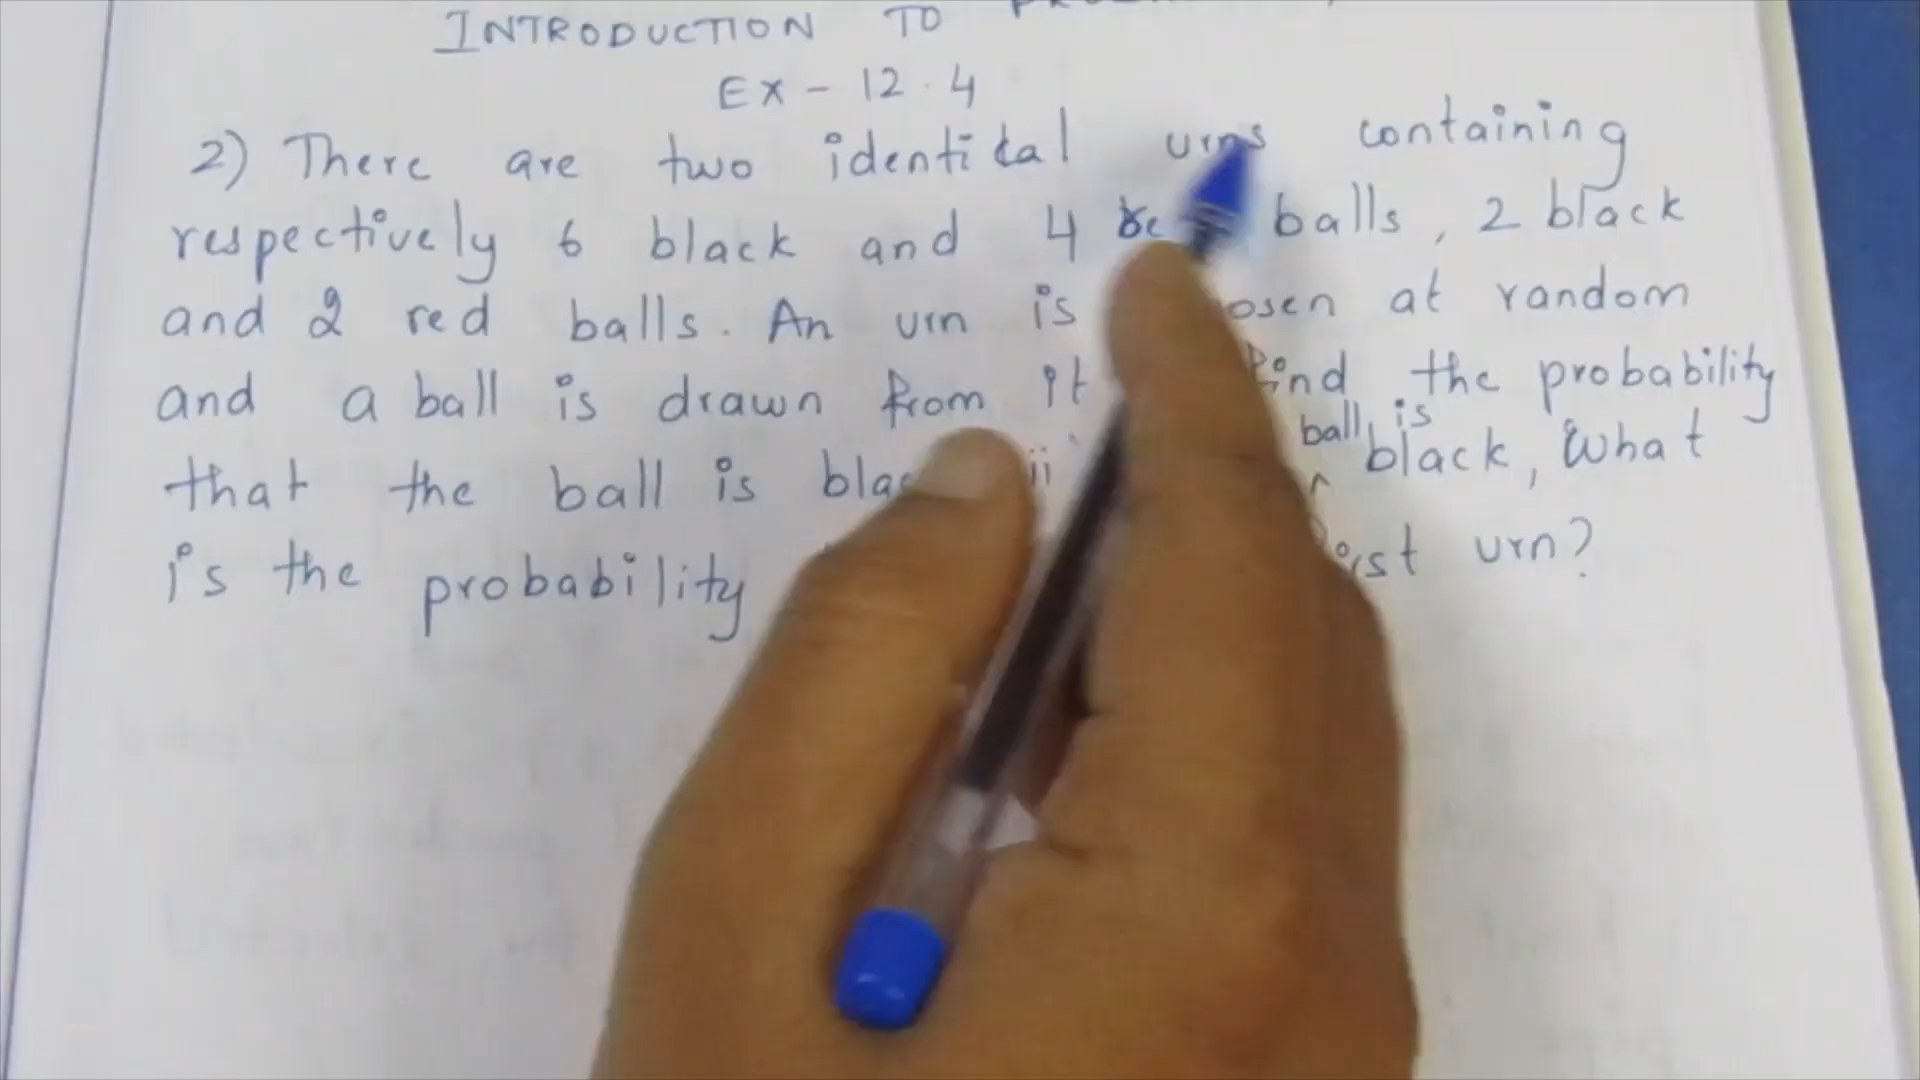 INTRODUCTION TO
EX - 12.4
2) There are two identical urns containing
respectively 6 black and 4 balls, 2 black
and 2 red balls. An urn is at random
and a ball is drawn from it find the probability
ball is
that the ball is black, What
is the probability urn?